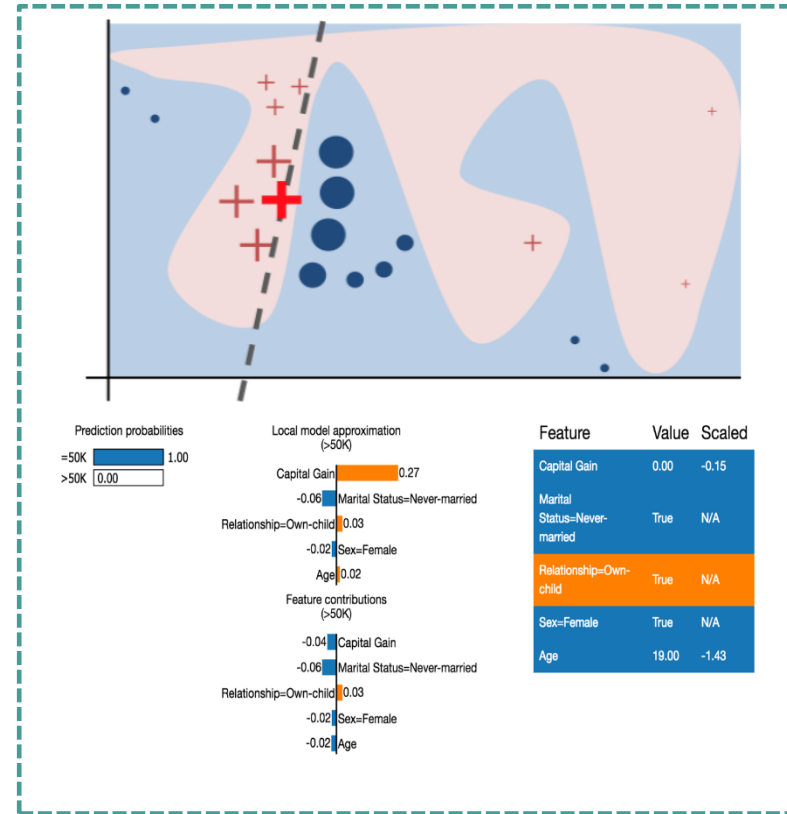 Prediction probabilities
=50K 1.00
>50K 0.00
Local model approximation
(>50K)
Capital Gain 0.27
-0.06 Marital Status=Never-married
Relationship=Own-child 0.03
-0.02 Sex=Female
Age 0.02
Feature contributions
(>50K)
-0.04 Capital Gain
-0.06 Marital Status=Never-married
Relationship=Own-child 0.03
-0.02 Sex=Female
-0.02 Age
Feature Value Scaled
Capital Gain 0.00 -0.15
Marital
Status=Never- True N/A
married
Relationship=Own- True N/A
child
Sex=Female True N/A
Age 19.00 -1.43